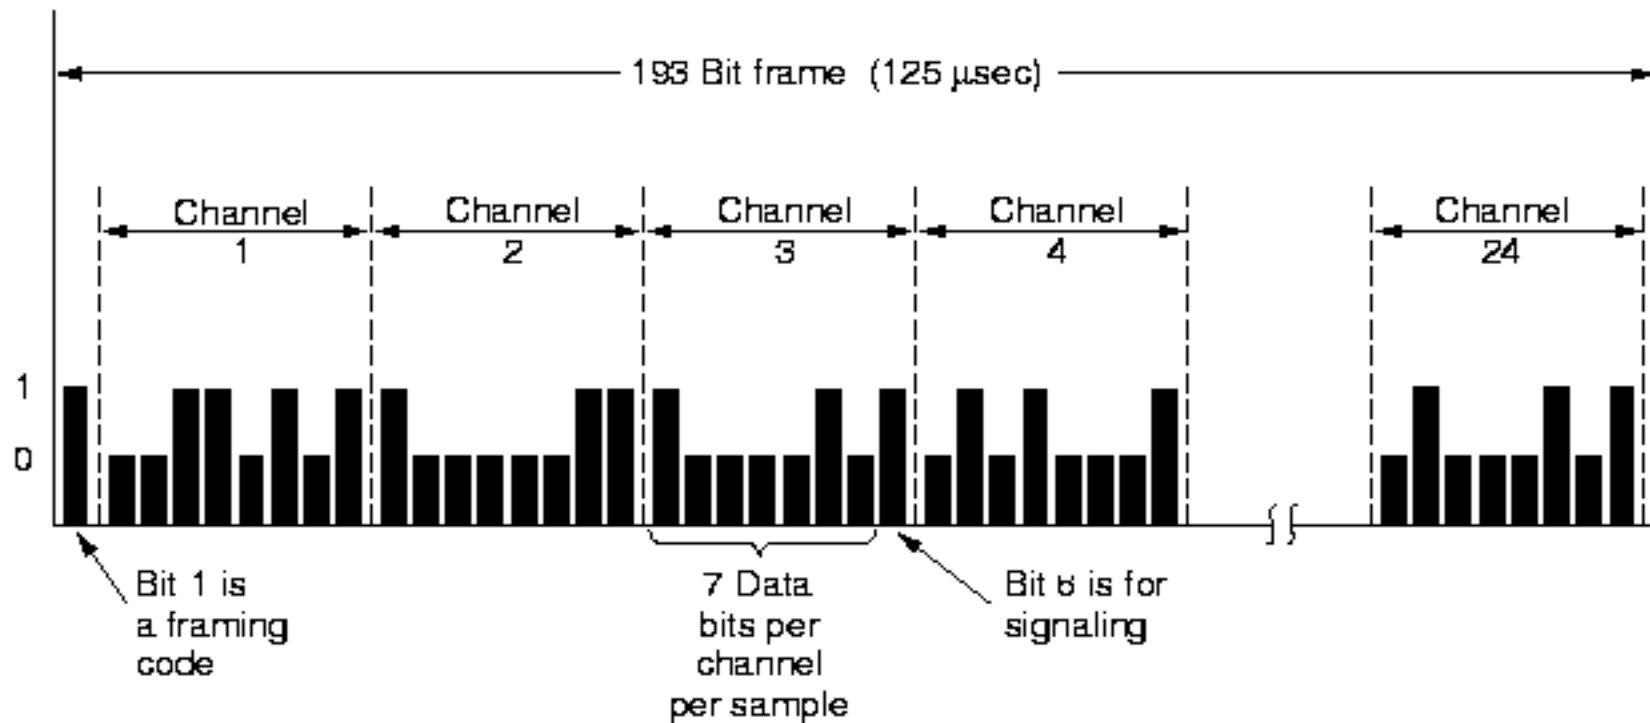 193 Bit frame (125 µsec)
Channel
1
Channel
2
Channel
3
Channel
4
Channel
24
1
0
Bit 1 is
a framing
code
7 Data
bits per
channel
per sample
Bit 8 is for
signaling